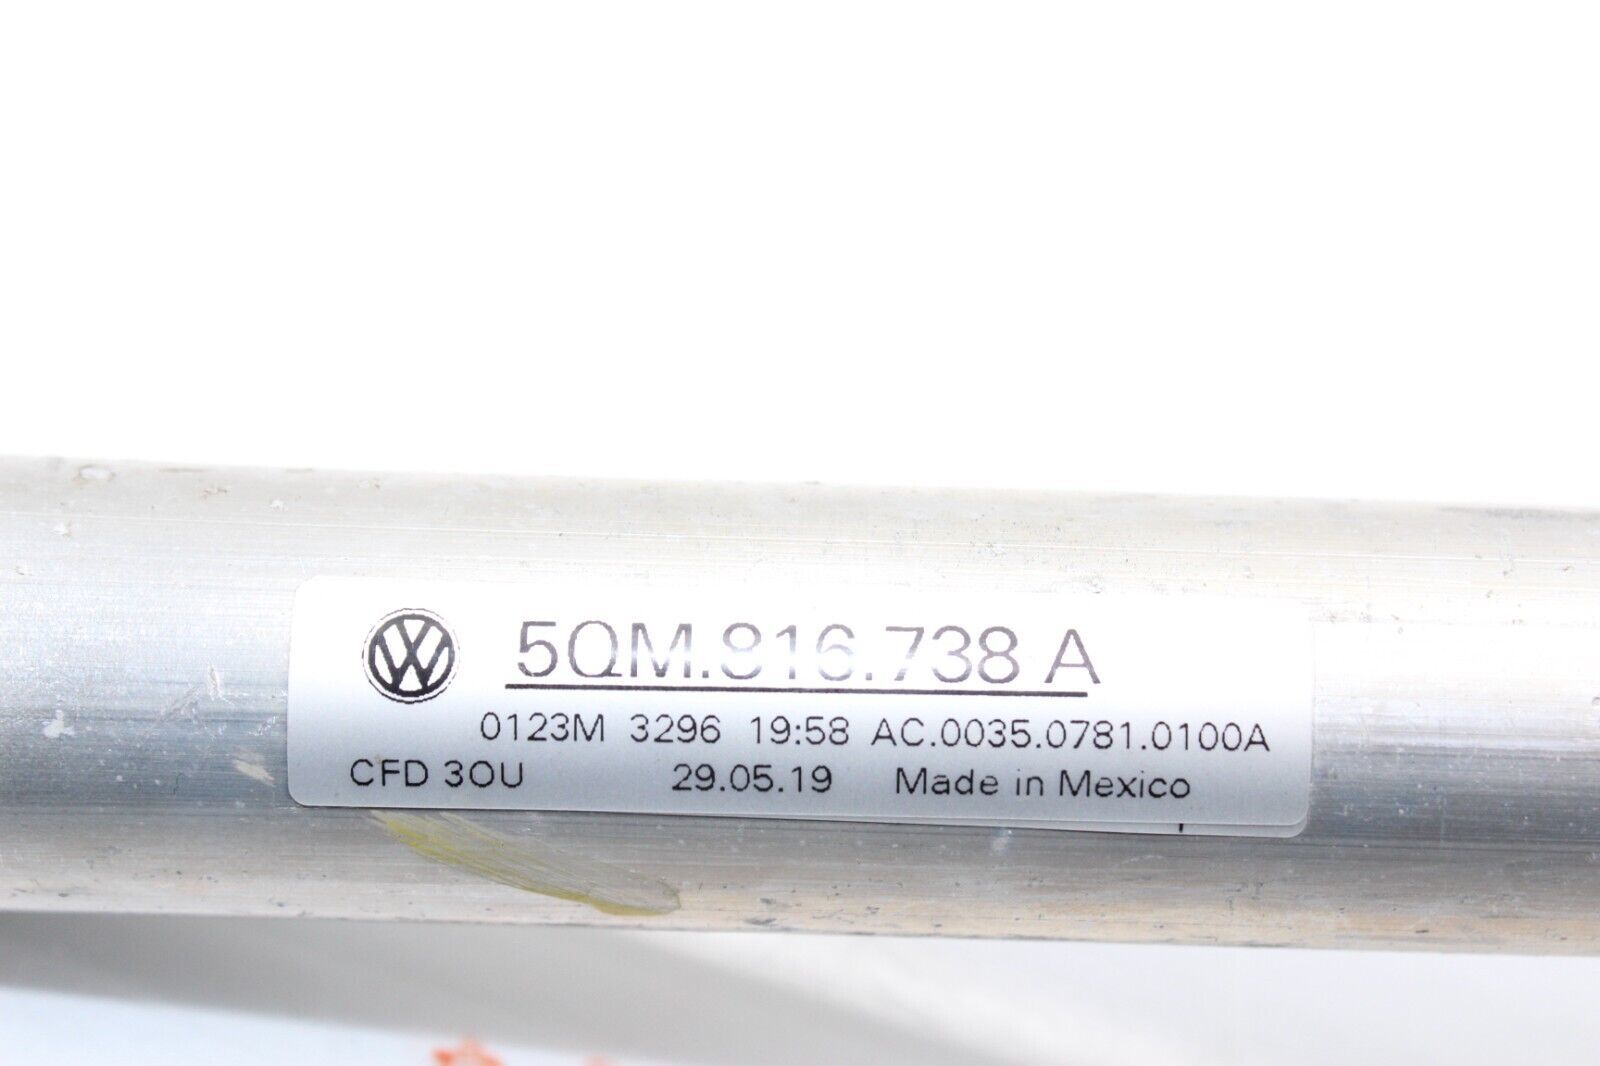 5QM.816.738 A
0123M 3296 19:58 AC.0035.0781.0100A
CFD 3OU 29.05.19 Made in Mexico